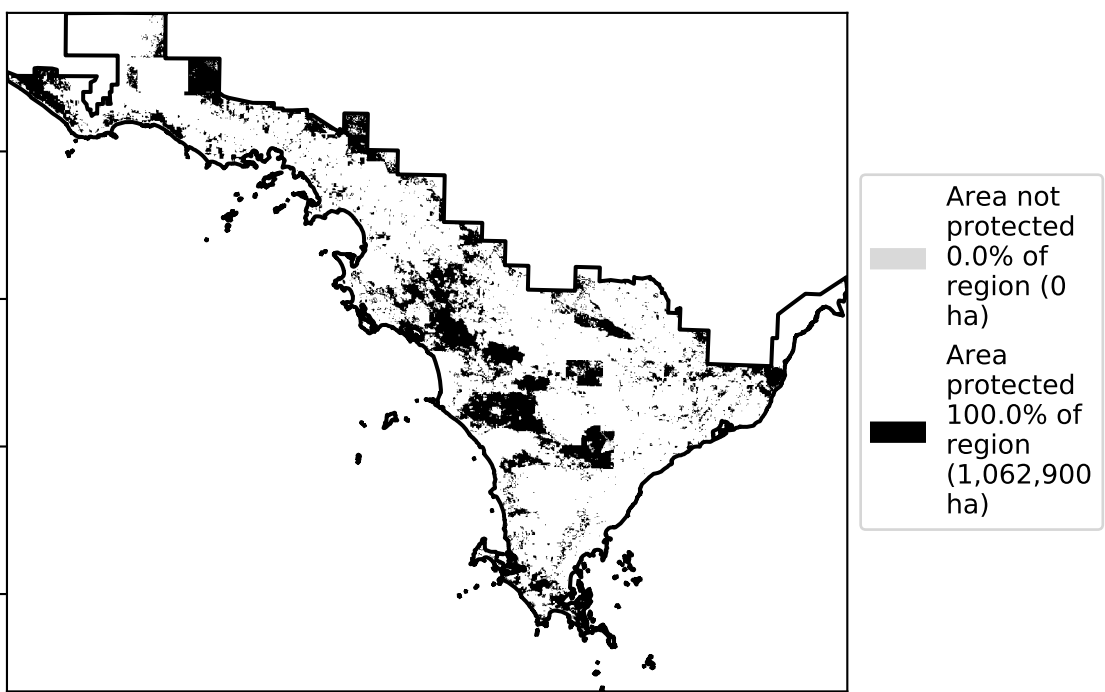 Area not
protected
0.0% of
region (0
ha)
Area
protected
100.0% of
region
(1,062,900
ha)